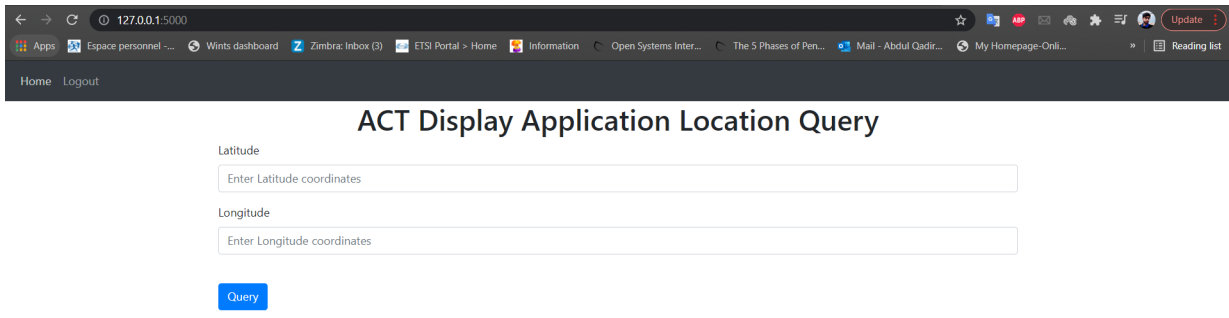 127.0.0.1:5000
ABP
Update
Apps Espace personnel -... Wints dashboard Z Zimbra: Inbox (3) ETSI Portal > Home Information Open Systems Inter... The 5 Phases of Pen... Mail - Abdul Qadir... My Homepage-Onli... » Reading list
Home Logout
ACT Display Application Location Query
Latitude
Enter Latitude coordinates
Longitude
Enter Longitude coordinates
Query